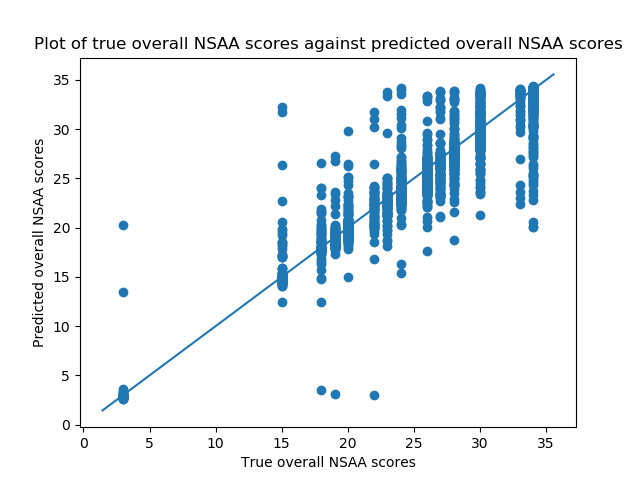 Plot of true overall NSAA scores against predicted overall NSAA scores
Predicted overall NSAA scores
35
30
25
20
15
10
5
0
0 5 10 15 20 25 30 35
True overall NSAA scores